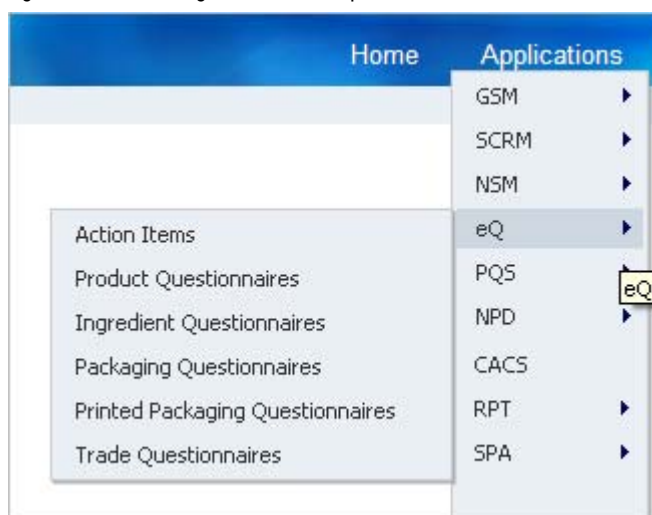 Home Applications
GSM
SCRM
NSM
eQ
PQS
eQ
NPD
CACS
RPT
SPA
Action Items
Product Questionnaires
Ingredient Questionnaires
Packaging Questionnaires
Printed Packaging Questionnaires
Trade Questionnaires